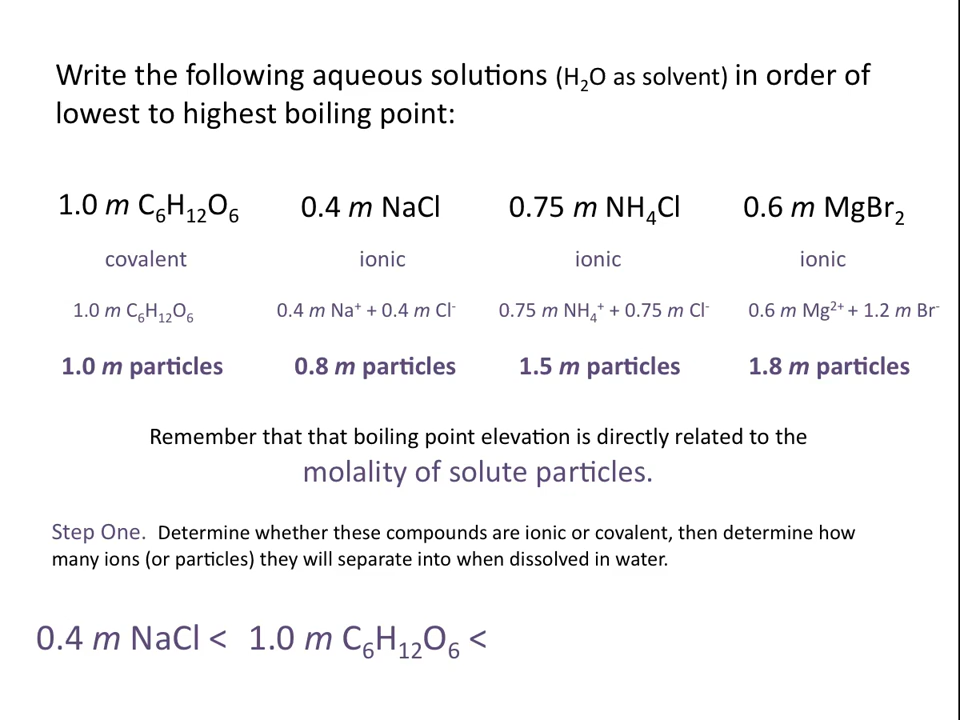 Write the following aqueous solutions (H₂O as solvent) in order of
lowest to highest boiling point:
1.0 m C₆H₁₂O₆ 0.4 m NaCl 0.75 m NH₄Cl 0.6 m MgBr₂
covalent ionic ionic ionic
1.0 m C₆H₁₂O₆ 0.4 m Na⁺ + 0.4 m Cl⁻ 0.75 m NH₄⁺ + 0.75 m Cl⁻ 0.6 m Mg²⁺ + 1.2 m Br⁻
1.0 m particles 0.8 m particles 1.5 m particles 1.8 m particles
Remember that that boiling point elevation is directly related to the
molality of solute particles.
Step One. Determine whether these compounds are ionic or covalent, then determine how
many ions (or particles) they will separate into when dissolved in water.
0.4 m NaCl < 1.0 m C₆H₁₂O₆ <